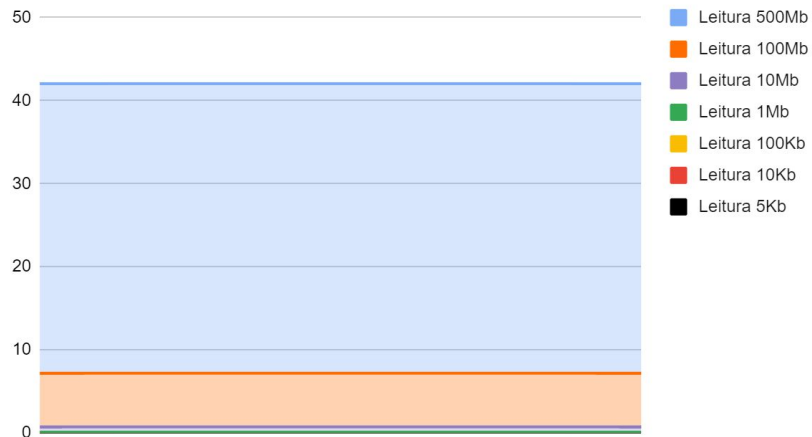 50
40
30
20
10
0
Leitura 500Mb
Leitura 100Mb
Leitura 10Mb
Leitura 1Mb
Leitura 100Kb
Leitura 10Kb
Leitura 5Kb